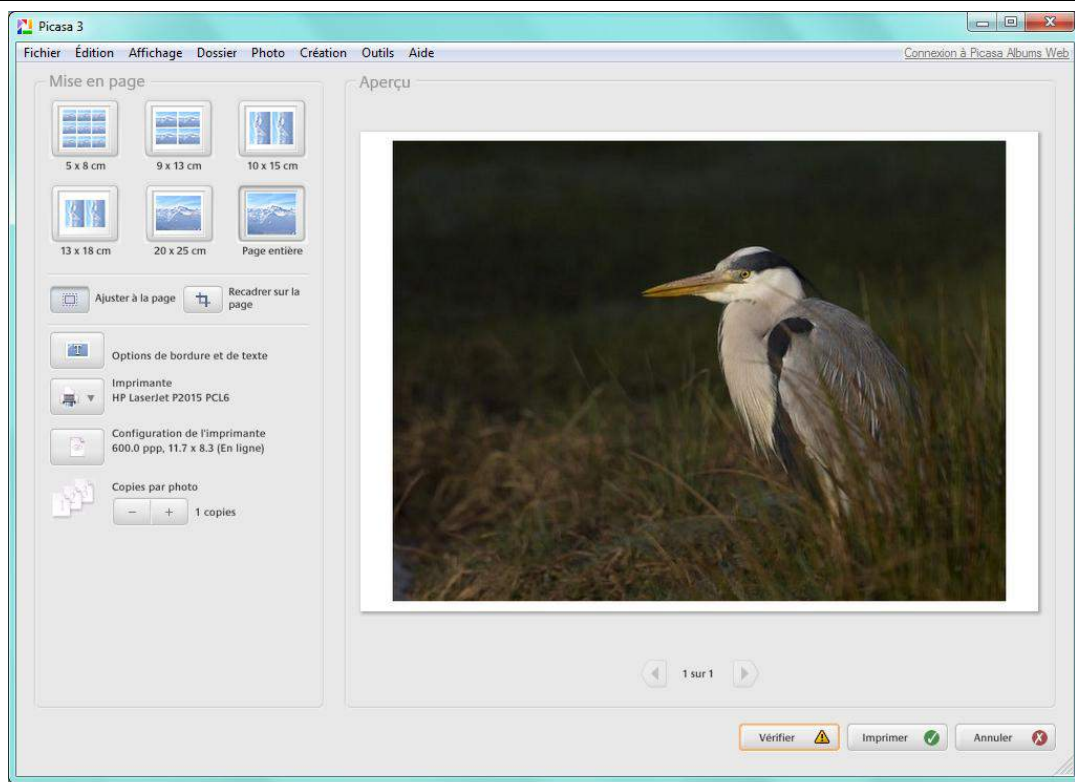 Picasa 3
Fichier Édition Affichage Dossier Photo Création Outils Aide
Connexion à Picasa Albums Web
Mise en page
5 x 8 cm
9 x 13 cm
10 x 15 cm
13 x 18 cm
20 x 25 cm
Page entière
Ajuster à la page
Recadrer sur la
page
T
Options de bordure et de texte
Imprimante
HP LaserJet P2015 PCL6
Configuration de l'imprimante
600.0 ppp, 11.7 x 8.3 (En ligne)
Copies par photo
− + 1 copies
Aperçu
1 sur 1
Vérifier
Imprimer
Annuler